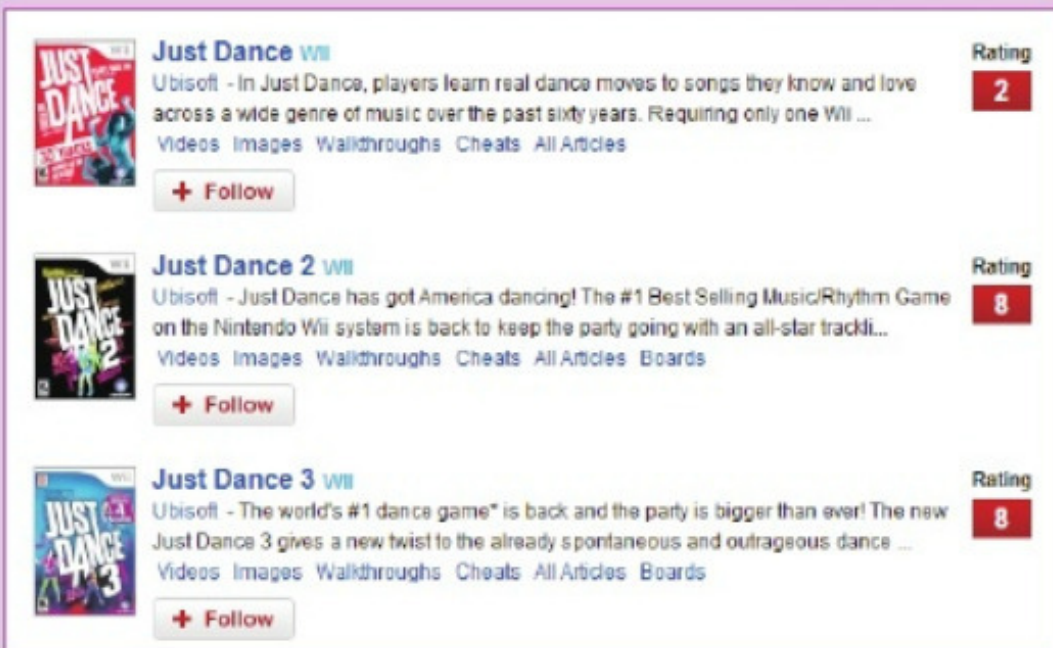 Just Dance Wii
Rating
Ubisoft - In Just Dance, players learn real dance moves to songs they know and love
2
across a wide genre of music over the past sixty years. Requiring only one Wii ...
Videos Images Walkthroughs Cheats All Articles
+ Follow
JUST DANCE
Wii
Just Dance 2 Wii
Rating
Ubisoft - Just Dance has got America dancing! The #1 Best Selling Music/Rhythm Game
8
on the Nintendo Wii system is back to keep the party going with an all-star trackli...
Videos Images Walkthroughs Cheats All Articles Boards
+ Follow
JUST DANCE 2
Wii
Just Dance 3 Wii
Rating
Ubisoft - The world's #1 dance game* is back and the party is bigger than ever! The new
8
Just Dance 3 gives a new twist to the already spontaneous and outrageous dance ...
Videos Images Walkthroughs Cheats All Articles Boards
+ Follow
JUST DANCE 3
Wii